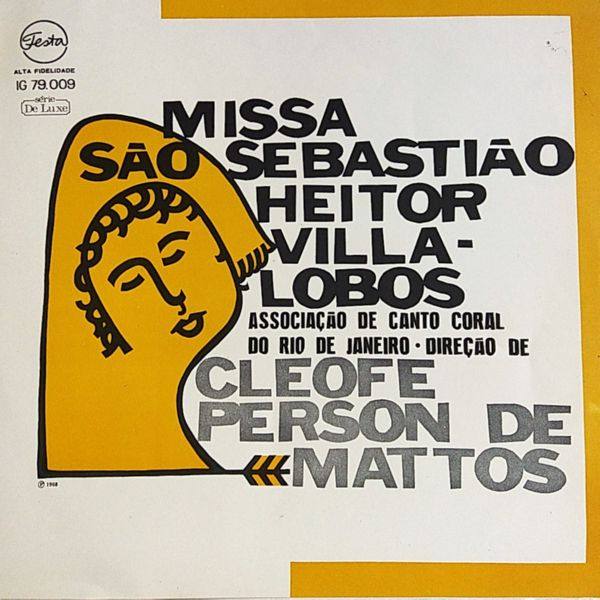 Festa
ALTA FIDELIDADE
IG 79.009
série
De Luxe
MISSA
SÃO SEBASTIÃO
HEITOR
VILLA-
LOBOS
ASSOCIAÇÃO DE CANTO CORAL
DO RIO DE JANEIRO • DIREÇÃO DE
CLEOFE
PERSON DE
MATTOS
℗ 1968